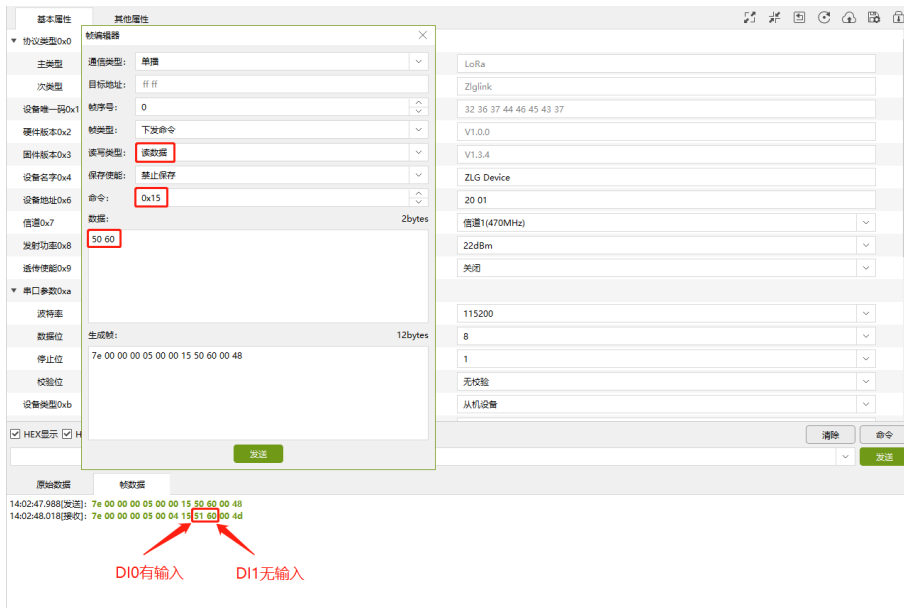 基本属性 其他属性
帧编辑器
协议类型0x0
主类型 通信类型: 单播 LoRa
次类型 目标地址: ff ff Zlglink
设备唯一码0x1 帧序号: 0 32 36 37 44 46 45 43 37
硬件版本0x2 帧类型: 下发命令 V1.0.0
固件版本0x3 读写类型: 读数据 V1.3.4
设备名字0x4 保存使能: 禁止保存 ZLG Device
设备地址0x6 命令: 0x15 20 01
信道0x7 数据: 2bytes 信道1(470MHz)
发射功率0x8 50 60 22dBm
透传使能0x9 关闭
串口参数0xa
波特率 115200
数据位 生成帧: 12bytes 8
停止位 7e 00 00 00 05 00 00 15 50 60 00 48 1
校验位 无校验
设备类型0xb 从机设备
HEX显示 H 清除 命令
发送 发送
原始数据 帧数据
14:02:47.988[发送]: 7e 00 00 00 05 00 00 15 50 60 00 48
14:02:48.018[接收]: 7e 00 00 00 05 00 04 15 51 60 00 4d
DI0有输入 DI1无输入